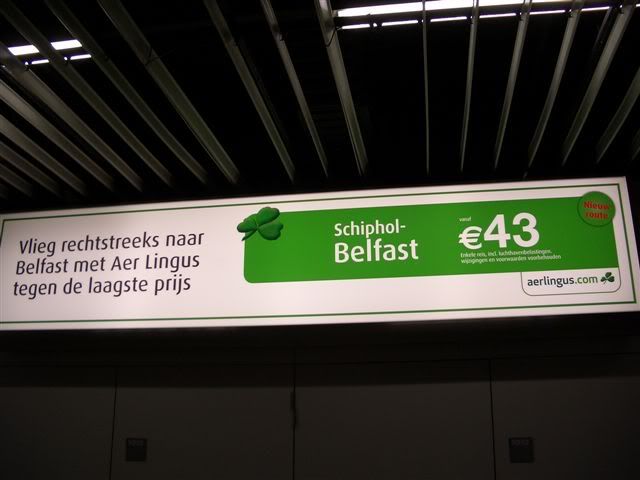 Vlieg rechtstreeks naar
Belfast met Aer Lingus
tegen de laagste prijs
Schiphol-
Belfast
vanaf
€43
Enkele reis, incl. luchthavenbelastingen.
wijzigingen en voorwaarden voorbehouden
Nieuw
route
aerlingus.com